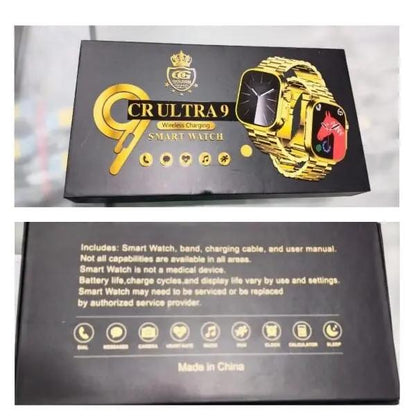 CR ULTRA 9
Wireless Charging
SMART WATCH
Includes: Smart Watch, band, charging cable, and user manual.
Not all capabilities are available in all areas.
Smart Watch is not a medical device.
Battery life,charge cycles,and display life vary by use and settings.
Smart Watch may need to be serviced or be replaced
by authorized service provider.
DIAL MESSAGES CAMERA HEART RATE CLOCK CALCULATOR SLEEP
Made in China